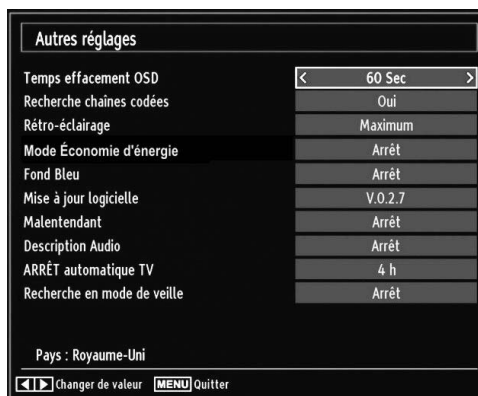 Autres réglages
Temps effacement OSD < 60 Sec >
Recherche chaînes codées Oui
Rétro-éclairage Maximum
Mode Économie d'énergie Arrêt
Fond Bleu Arrêt
Mise à jour logicielle V.0.2.7
Malentendant Arrêt
Description Audio Arrêt
ARRÊT automatique TV 4 h
Recherche en mode de veille Arrêt
Pays : Royaume-Uni
Changer de valeur MENU Quitter